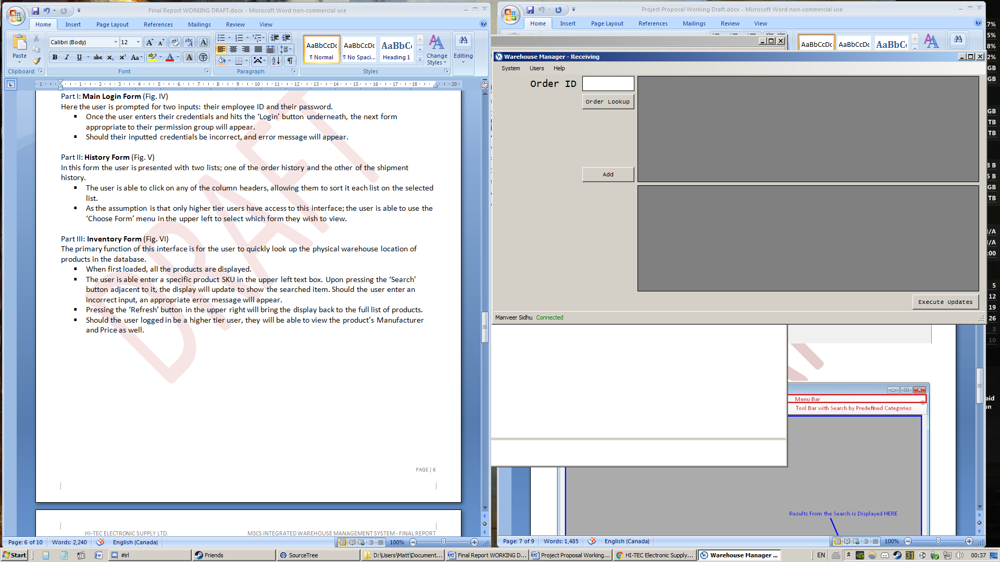 Final Report WORKING DRAFT.docx - Microsoft Word non-commercial use
Home Insert Page Layout References Mailings Review View
Paste
Calibri (Body) 12
AaBbCcDc AaBbCcDc AaBbCc
¶ Normal ¶ No Spaci... Heading 1
Change Styles
Editing
Clipboard Font Paragraph Styles
Part I: Main Login Form (Fig. IV)
Here the user is prompted for two inputs: their employee ID and their password.
Once the user enters their credentials and hits the ‘Login’ button underneath, the next form
appropriate to their permission group will appear.
Should their inputted credentials be incorrect, and error message will appear.
Part II: History Form (Fig. V)
In this form the user is presented with two lists; one of the order history and the other of the shipment
history.
The user is able to click on any of the column headers, allowing them to sort it each list on the selected
list.
As the assumption is that only higher tier users have access to this interface; the user is able to use the
‘Choose Form’ menu in the upper left to select which form they wish to view.
Part III: Inventory Form (Fig. VI)
The primary function of this interface is for the user to quickly look up the physical warehouse location of
products in the database.
When first loaded, all the products are displayed.
The user is able enter a specific product SKU in the upper left text box. Upon pressing the ‘Search’
button adjacent to it, the display will update to show the searched item. Should the user enter an
incorrect input, an appropriate error message will appear.
Pressing the ‘Refresh’ button in the upper right will bring the display back to the full list of products.
Should the user logged in be a higher tier user, they will be able to view the product’s Manufacturer
and Price as well.
DRAFT
PAGE | 6
HI-TEC ELECTRONIC SUPPLY LTD. M3CS INTEGRATED WAREHOUSE MANAGEMENT SYSTEM - FINAL REPORT
Page: 6 of 10 Words: 2,240 English (Canada) 100%
Project Proposal Working Draft.docx - Microsoft Word non-commercial use
Home Insert Page Layout References Mailings Review View
AaBbCcDc AaBbCcDc AaBbCc
Warehouse Manager - Receiving
System Users Help
Order ID
Order Lookup
Add
Execute Updates
Manveer Sidhu Connected
Menu Bar
Tool Bar with Search by Predefined Categories
Results From the Search is Displayed HERE
Page: 7 of 9 Words: 1,485 English (Canada) 100%
Start #irl Friends SourceTree D:\Users\Matt\Document... Final Report WORKING D... Project Proposal Working... HI-TEC Electronic Supply... Warehouse Manager ... EN 31 00:37